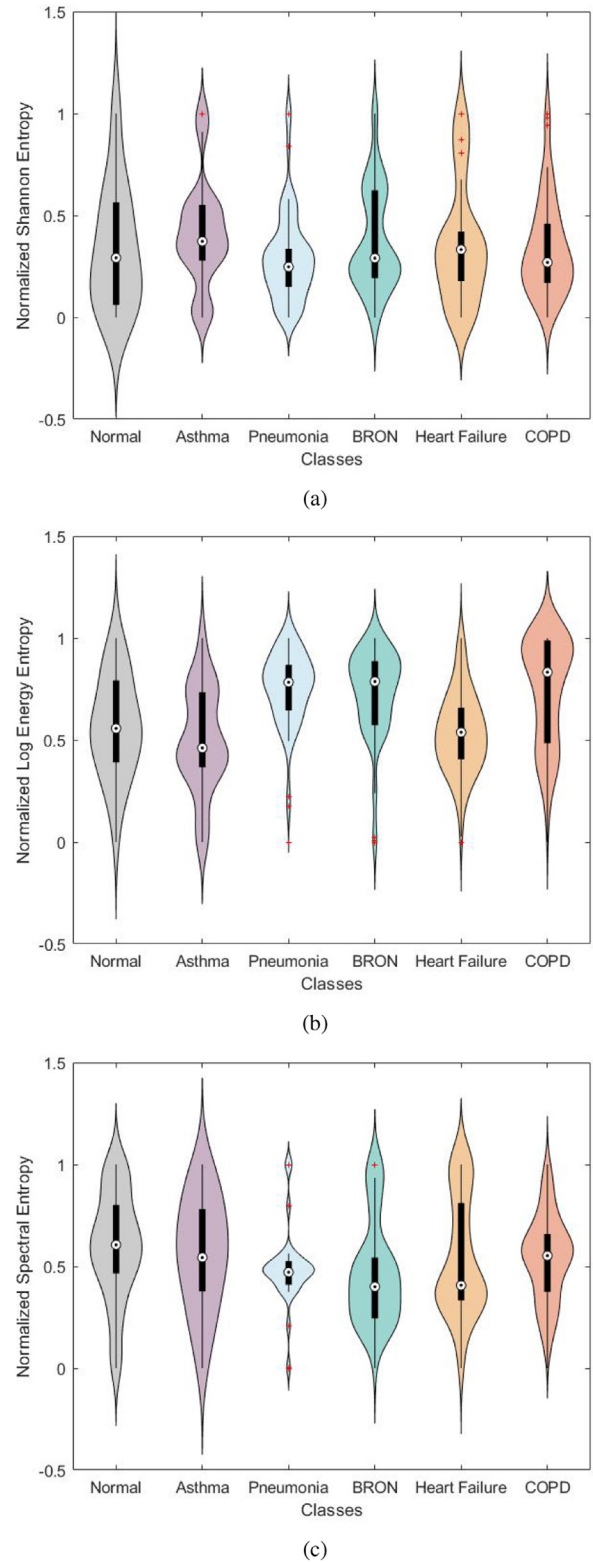 1.5
1
0.5
0
-0.5
Normalized Shannon Entropy
Normal Asthma Pneumonia BRON Heart Failure COPD
Classes
(a)
1.5
1
0.5
0
-0.5
Normalized Log Energy Entropy
Normal Asthma Pneumonia BRON Heart Failure COPD
Classes
(b)
1.5
1
0.5
0
-0.5
Normalized Spectral Entropy
Normal Asthma Pneumonia BRON Heart Failure COPD
Classes
(c)